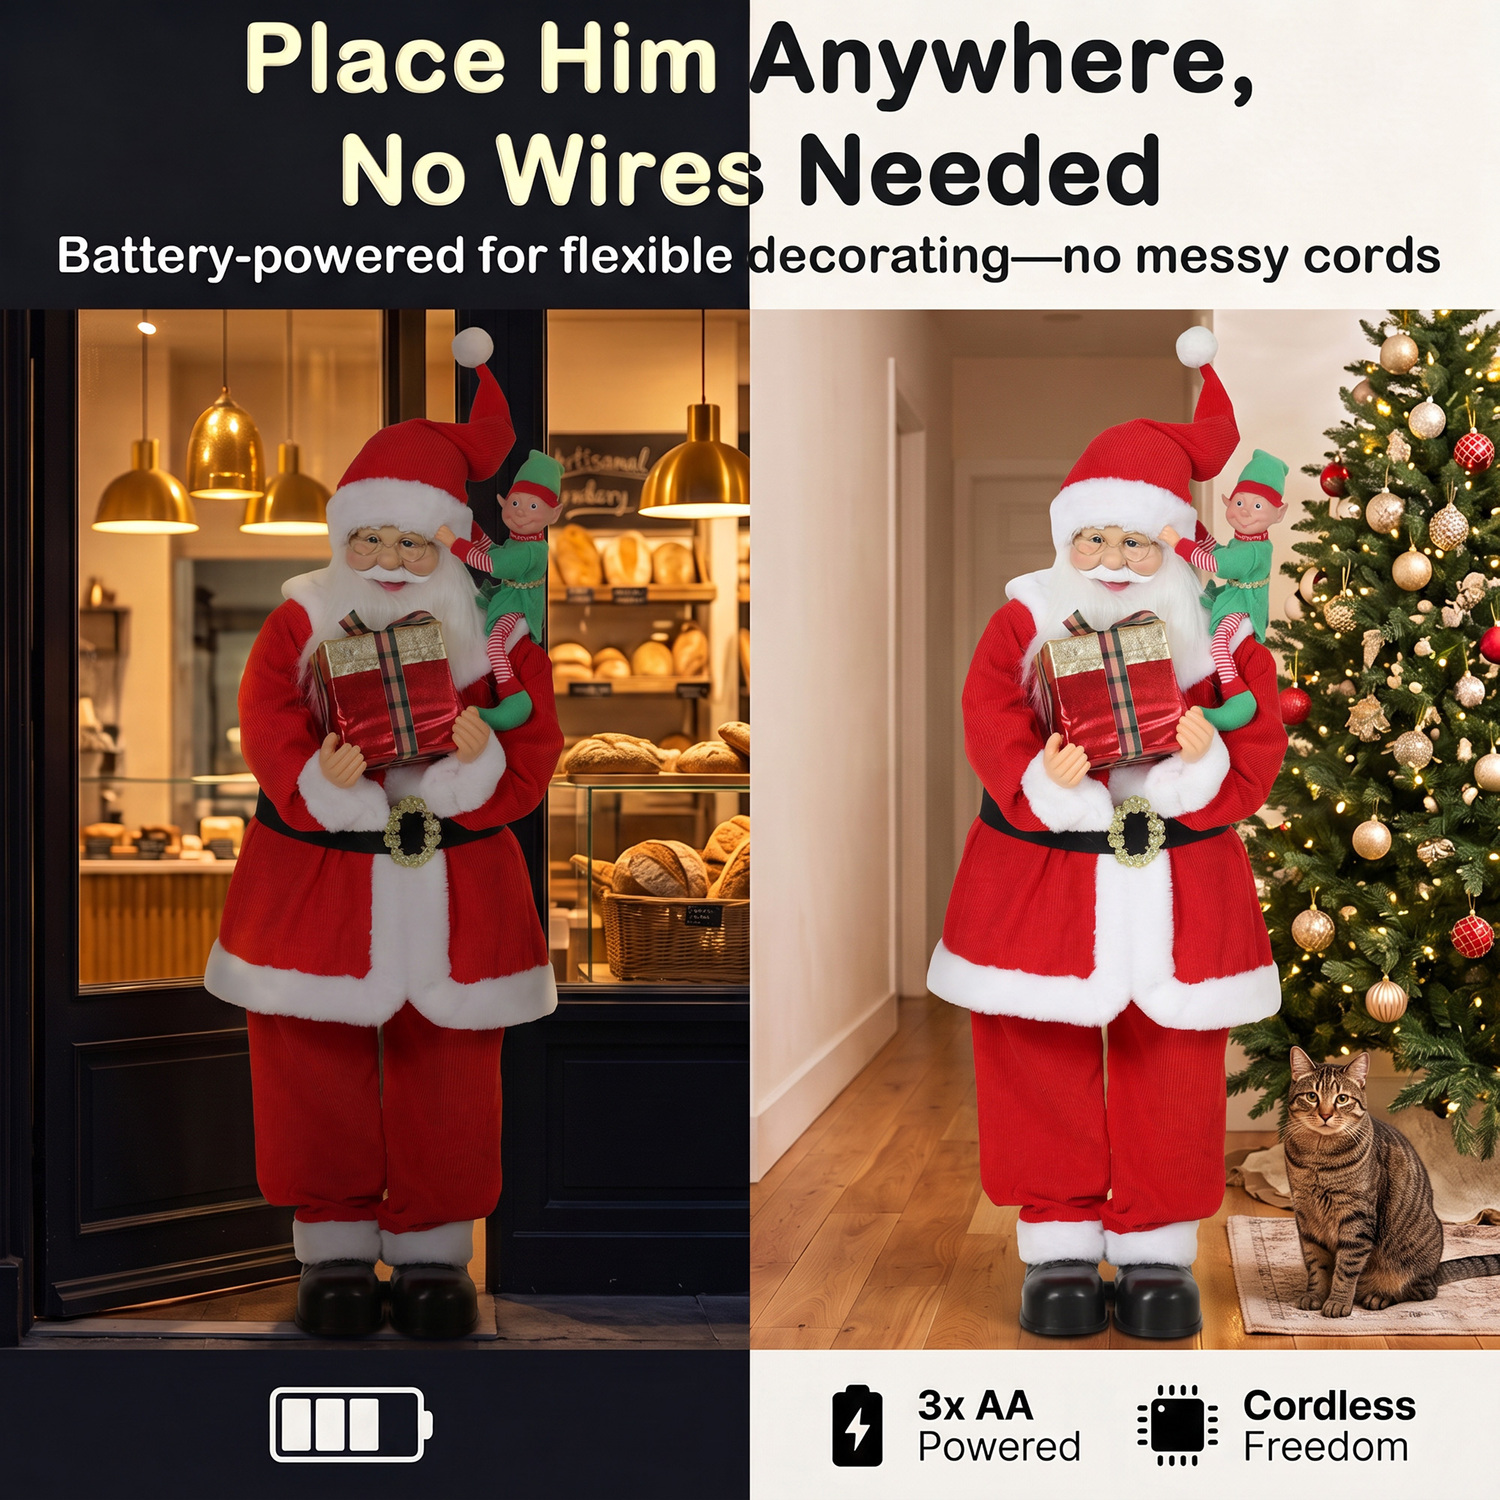 Place Him Anywhere,
No Wires Needed
Battery-powered for flexible decorating—no messy cords
Artisanal
3x AA
Powered
Cordless
Freedom